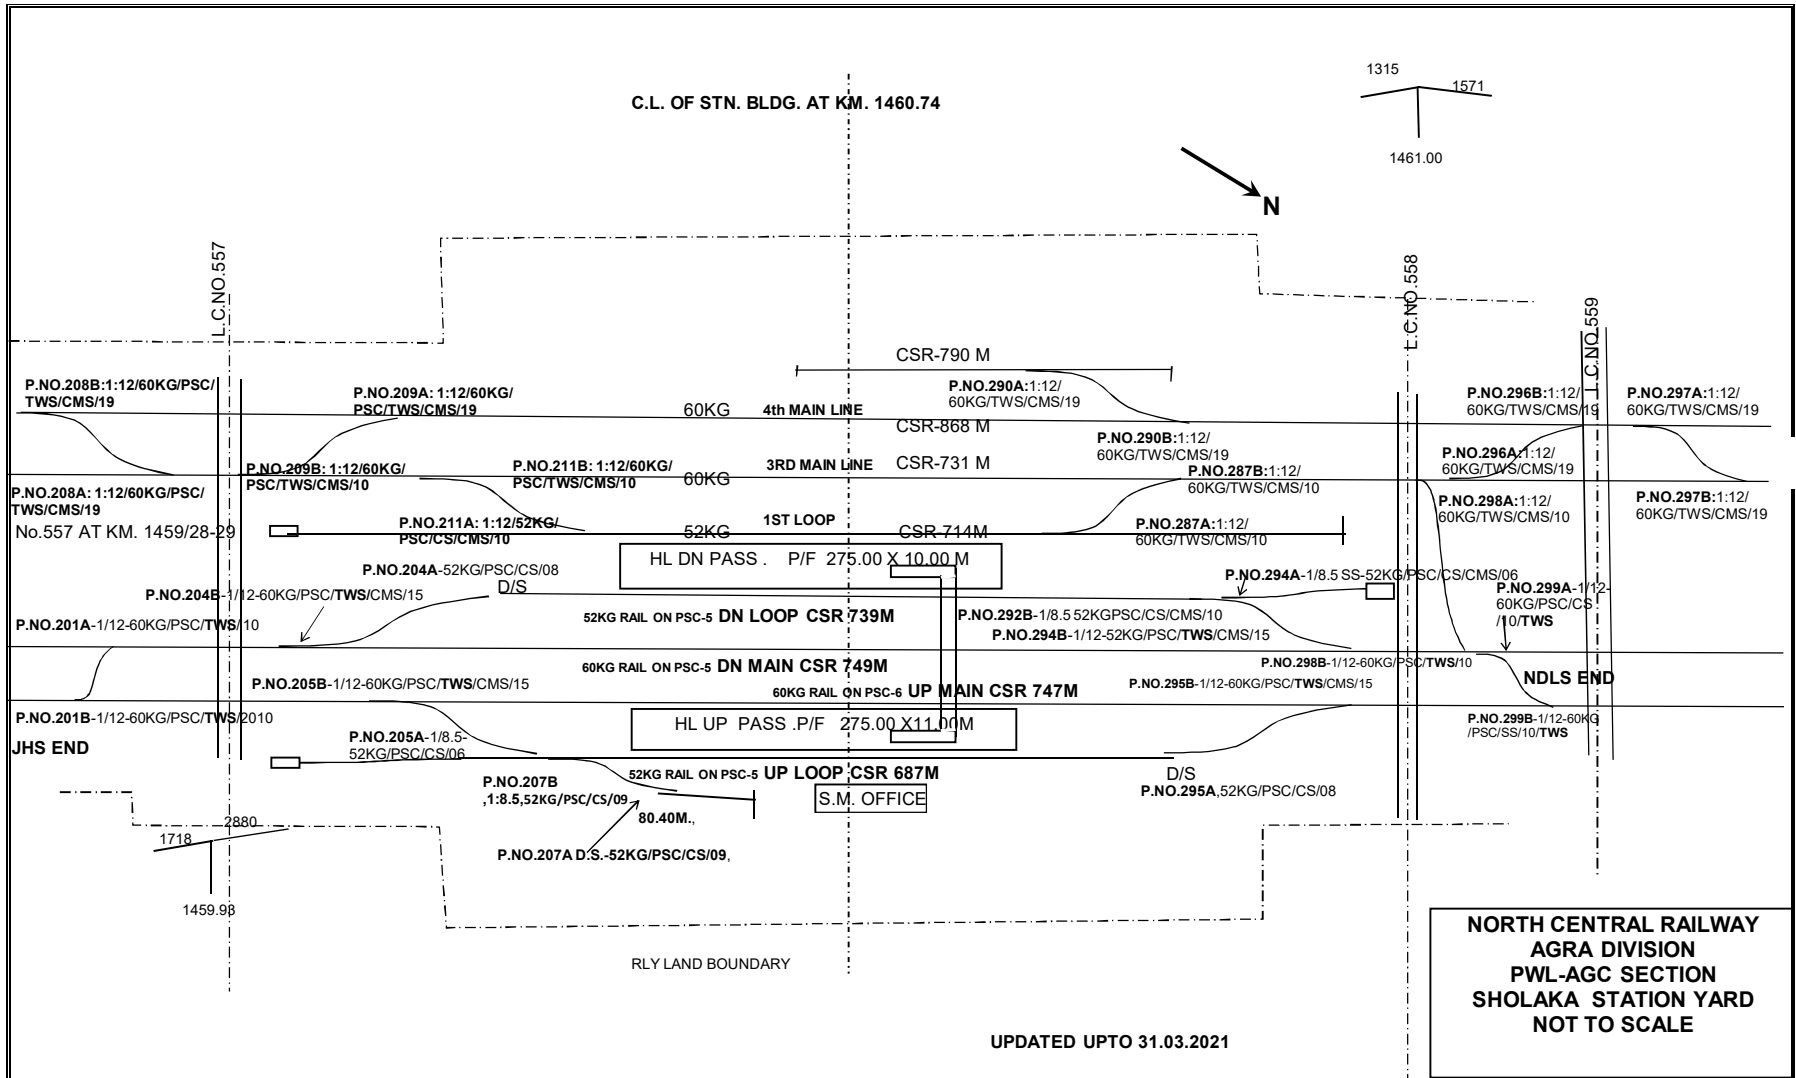 1315
1571
C.L. OF STN. BLDG. AT KM. 1460.74
1461.00
N
L.C.NO.557
L.C.NO.558
L.C.NO.559
CSR-790 M
P.NO.208B:1:12/60KG/PSC/
TWS/CMS/19
P.NO.209A: 1:12/60KG/
PSC/TWS/CMS/19
60KG
4th MAIN LINE
P.NO.290A:1:12/
60KG/TWS/CMS/19
P.NO.296B:1:12/
60KG/TWS/CMS/19
P.NO.297A:1:12/
60KG/TWS/CMS/19
CSR-868 M
P.NO.290B:1:12/
60KG/TWS/CMS/19
P.NO.296A:1:12/
60KG/TWS/CMS/19
P.NO.209B: 1:12/60KG/
PSC/TWS/CMS/10
P.NO.211B: 1:12/60KG/
PSC/TWS/CMS/10
60KG
3RD MAIN LINE
CSR-731 M
P.NO.287B:1:12/
60KG/TWS/CMS/10
P.NO.208A: 1:12/60KG/PSC/
TWS/CMS/19
P.NO.298A:1:12/
60KG/TWS/CMS/10
P.NO.297B:1:12/
60KG/TWS/CMS/19
No.557 AT KM. 1459/28-29
P.NO.211A: 1:12/52KG/
PSC/CS/CMS/10
52KG
1ST LOOP
CSR-714M
P.NO.287A:1:12/
60KG/TWS/CMS/10
HL DN PASS . P/F 275.00 X 10.00 M
P.NO.204A-52KG/PSC/CS/08
D/S
P.NO.294A-1/8.5 SS-52KG/PSC/CS/CMS/06
P.NO.204B-1/12-60KG/PSC/TWS/CMS/15
P.NO.299A-1/12-
60KG/PSC/CS
/10/TWS
P.NO.201A-1/12-60KG/PSC/TWS/10
52KG RAIL ON PSC-5 DN LOOP CSR 739M
P.NO.292B-1/8.5 52KGPSC/CS/CMS/10
P.NO.294B-1/12-52KG/PSC/TWS/CMS/15
60KG RAIL ON PSC-5 DN MAIN CSR 749M
P.NO.298B-1/12-60KG/PSC/TWS/10
NDLS END
P.NO.205B-1/12-60KG/PSC/TWS/CMS/15
60KG RAIL ON PSC-6 UP MAIN CSR 747M
P.NO.295B-1/12-60KG/PSC/TWS/CMS/15
P.NO.201B-1/12-60KG/PSC/TWS/2010
HL UP PASS .P/F 275.00 X11.00M
P.NO.299B-1/12-60KG
/PSC/SS/10/TWS
JHS END
P.NO.205A-1/8.5-
52KG/PSC/CS/06
52KG RAIL ON PSC-5 UP LOOP CSR 687M
D/S
P.NO.295A,52KG/PSC/CS/08
P.NO.207B
,1:8.5,52KG/PSC/CS/09
S.M. OFFICE
80.40M.,
P.NO.207A D.S.-52KG/PSC/CS/09,
2880
1718
1459.93
RLY LAND BOUNDARY
NORTH CENTRAL RAILWAY
AGRA DIVISION
PWL-AGC SECTION
SHOLAKA STATION YARD
NOT TO SCALE
UPDATED UPTO 31.03.2021